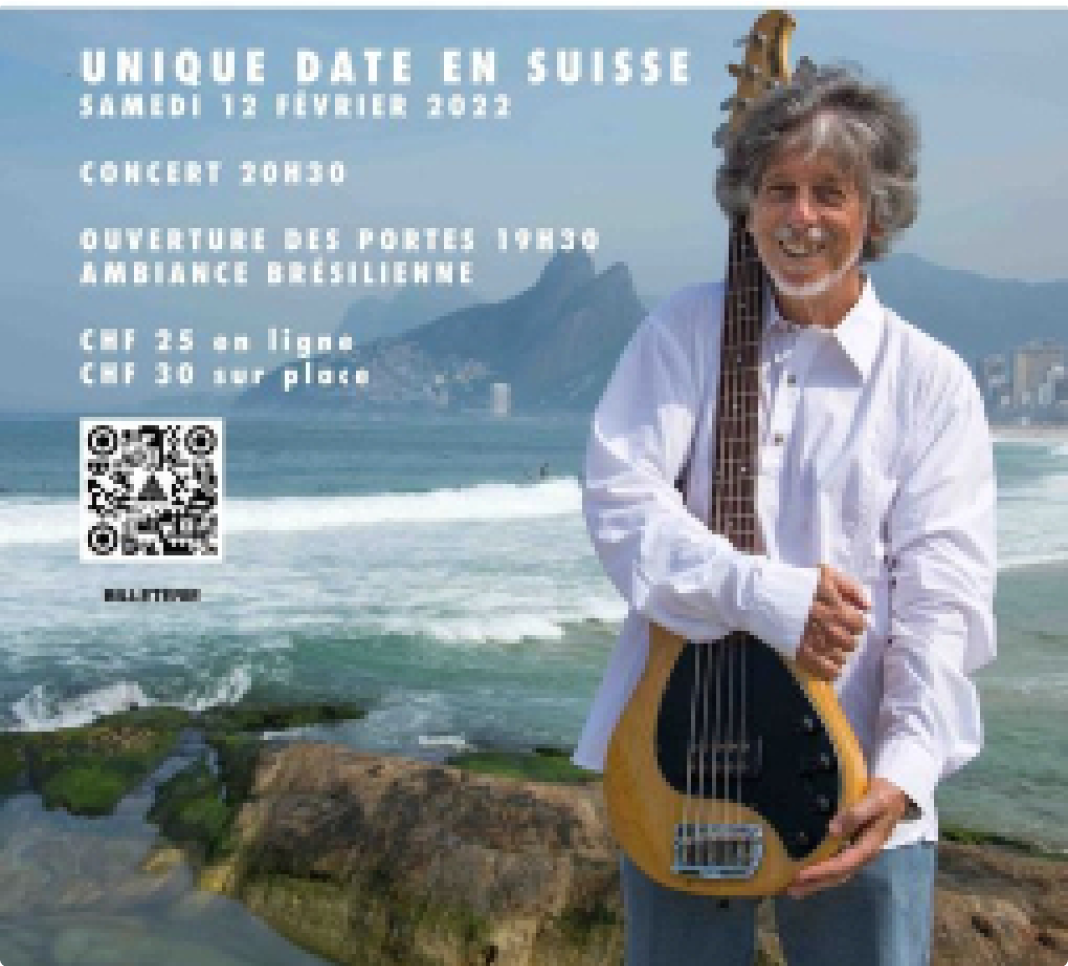 UNIQUE DATE EN SUISSE
SAMEDI 12 FÉVRIER 2022
CONCERT 20H30
OUVERTURE DES PORTES 19H30
AMBIANCE BRÉSILIENNE
CHF 25 en ligne
CHF 30 sur place
BILLETERIE